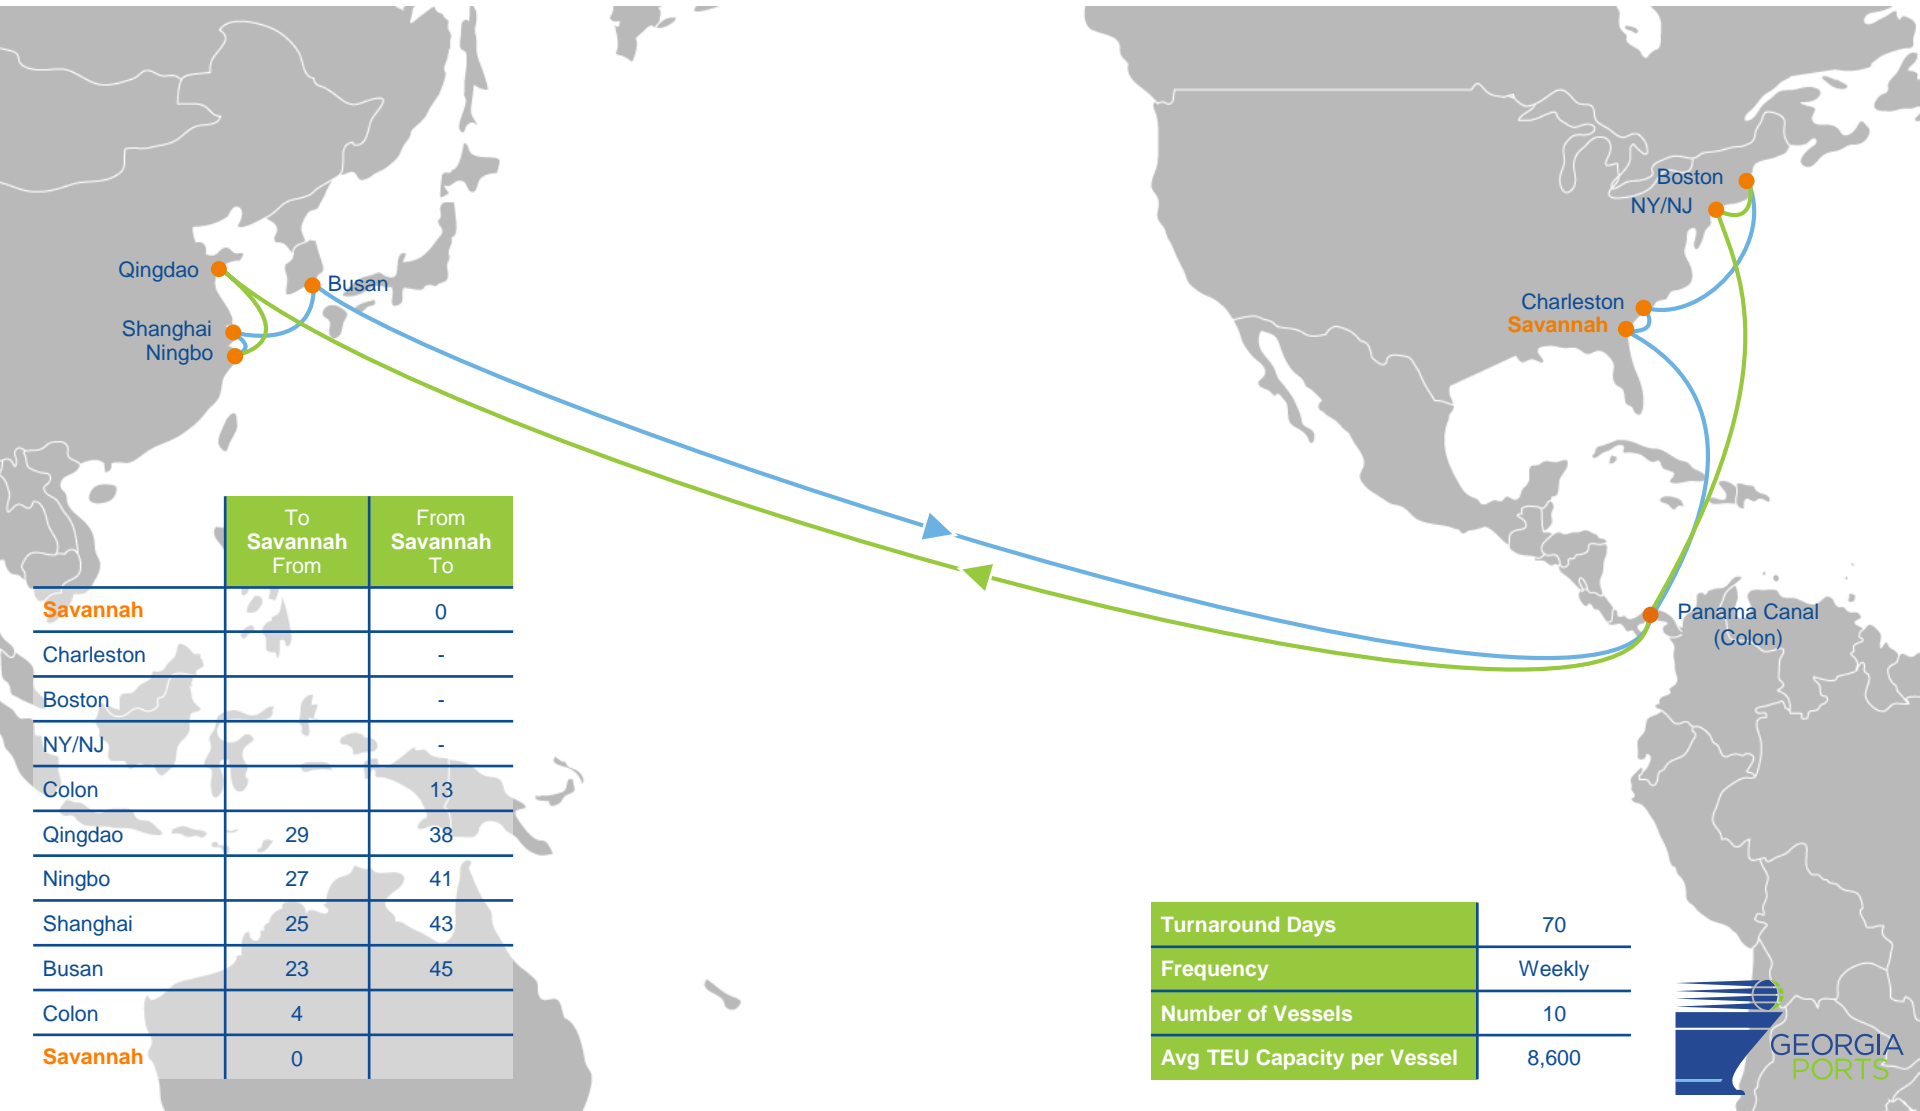 Boston
NY/NJ
Qingdao
Busan
Charleston
Savannah
Shanghai
Ningbo
Panama Canal
(Colon)
To Savannah From
From Savannah To
Savannah 0
Charleston -
Boston -
NY/NJ -
Colon 13
Qingdao 29 38
Ningbo 27 41
Shanghai 25 43
Busan 23 45
Colon 4
Savannah 0
Turnaround Days 70
Frequency Weekly
Number of Vessels 10
Avg TEU Capacity per Vessel 8,600
GEORGIA
PORTS